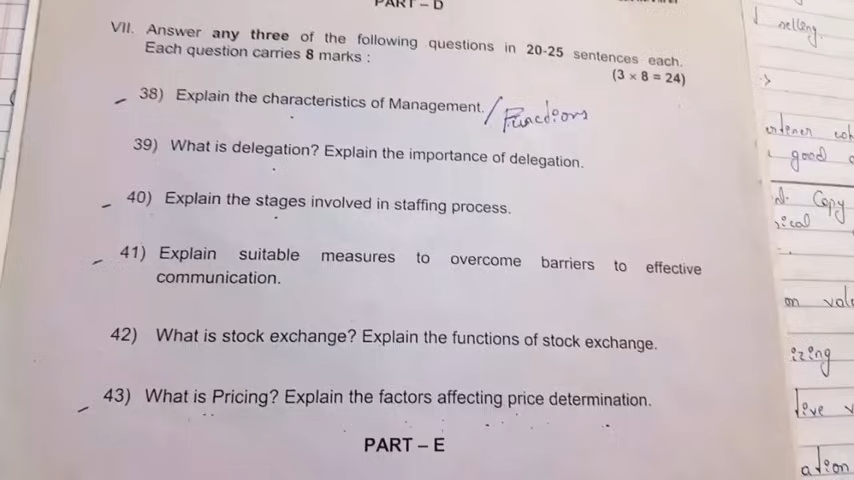 PART – D
VII. Answer any three of the following questions in 20-25 sentences each.
Each question carries 8 marks :
(3 × 8 = 24)
38) Explain the characteristics of Management. / Functions
39) What is delegation? Explain the importance of delegation.
40) Explain the stages involved in staffing process.
41) Explain suitable measures to overcome barriers to effective
communication.
42) What is stock exchange? Explain the functions of stock exchange.
43) What is Pricing? Explain the factors affecting price determination.
PART – E
selling
good
Copy
on